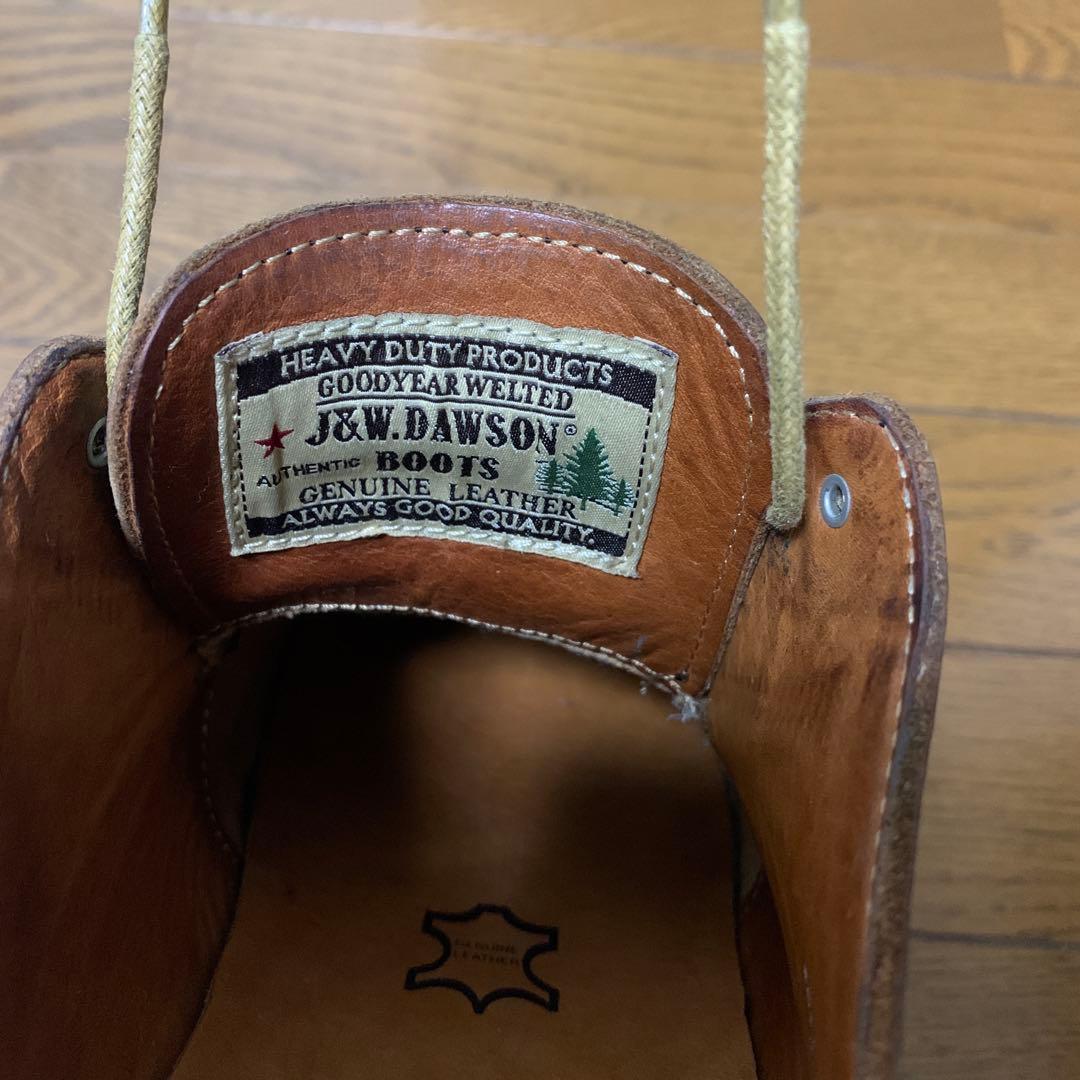 HEAVY DUTY PRODUCTS
GOODYEAR WELTED
J&W.DAWSON®
AUTHENTIC BOOTS
GENUINE LEATHER
ALWAYS GOOD QUALITY.
GENUINE
LEATHER